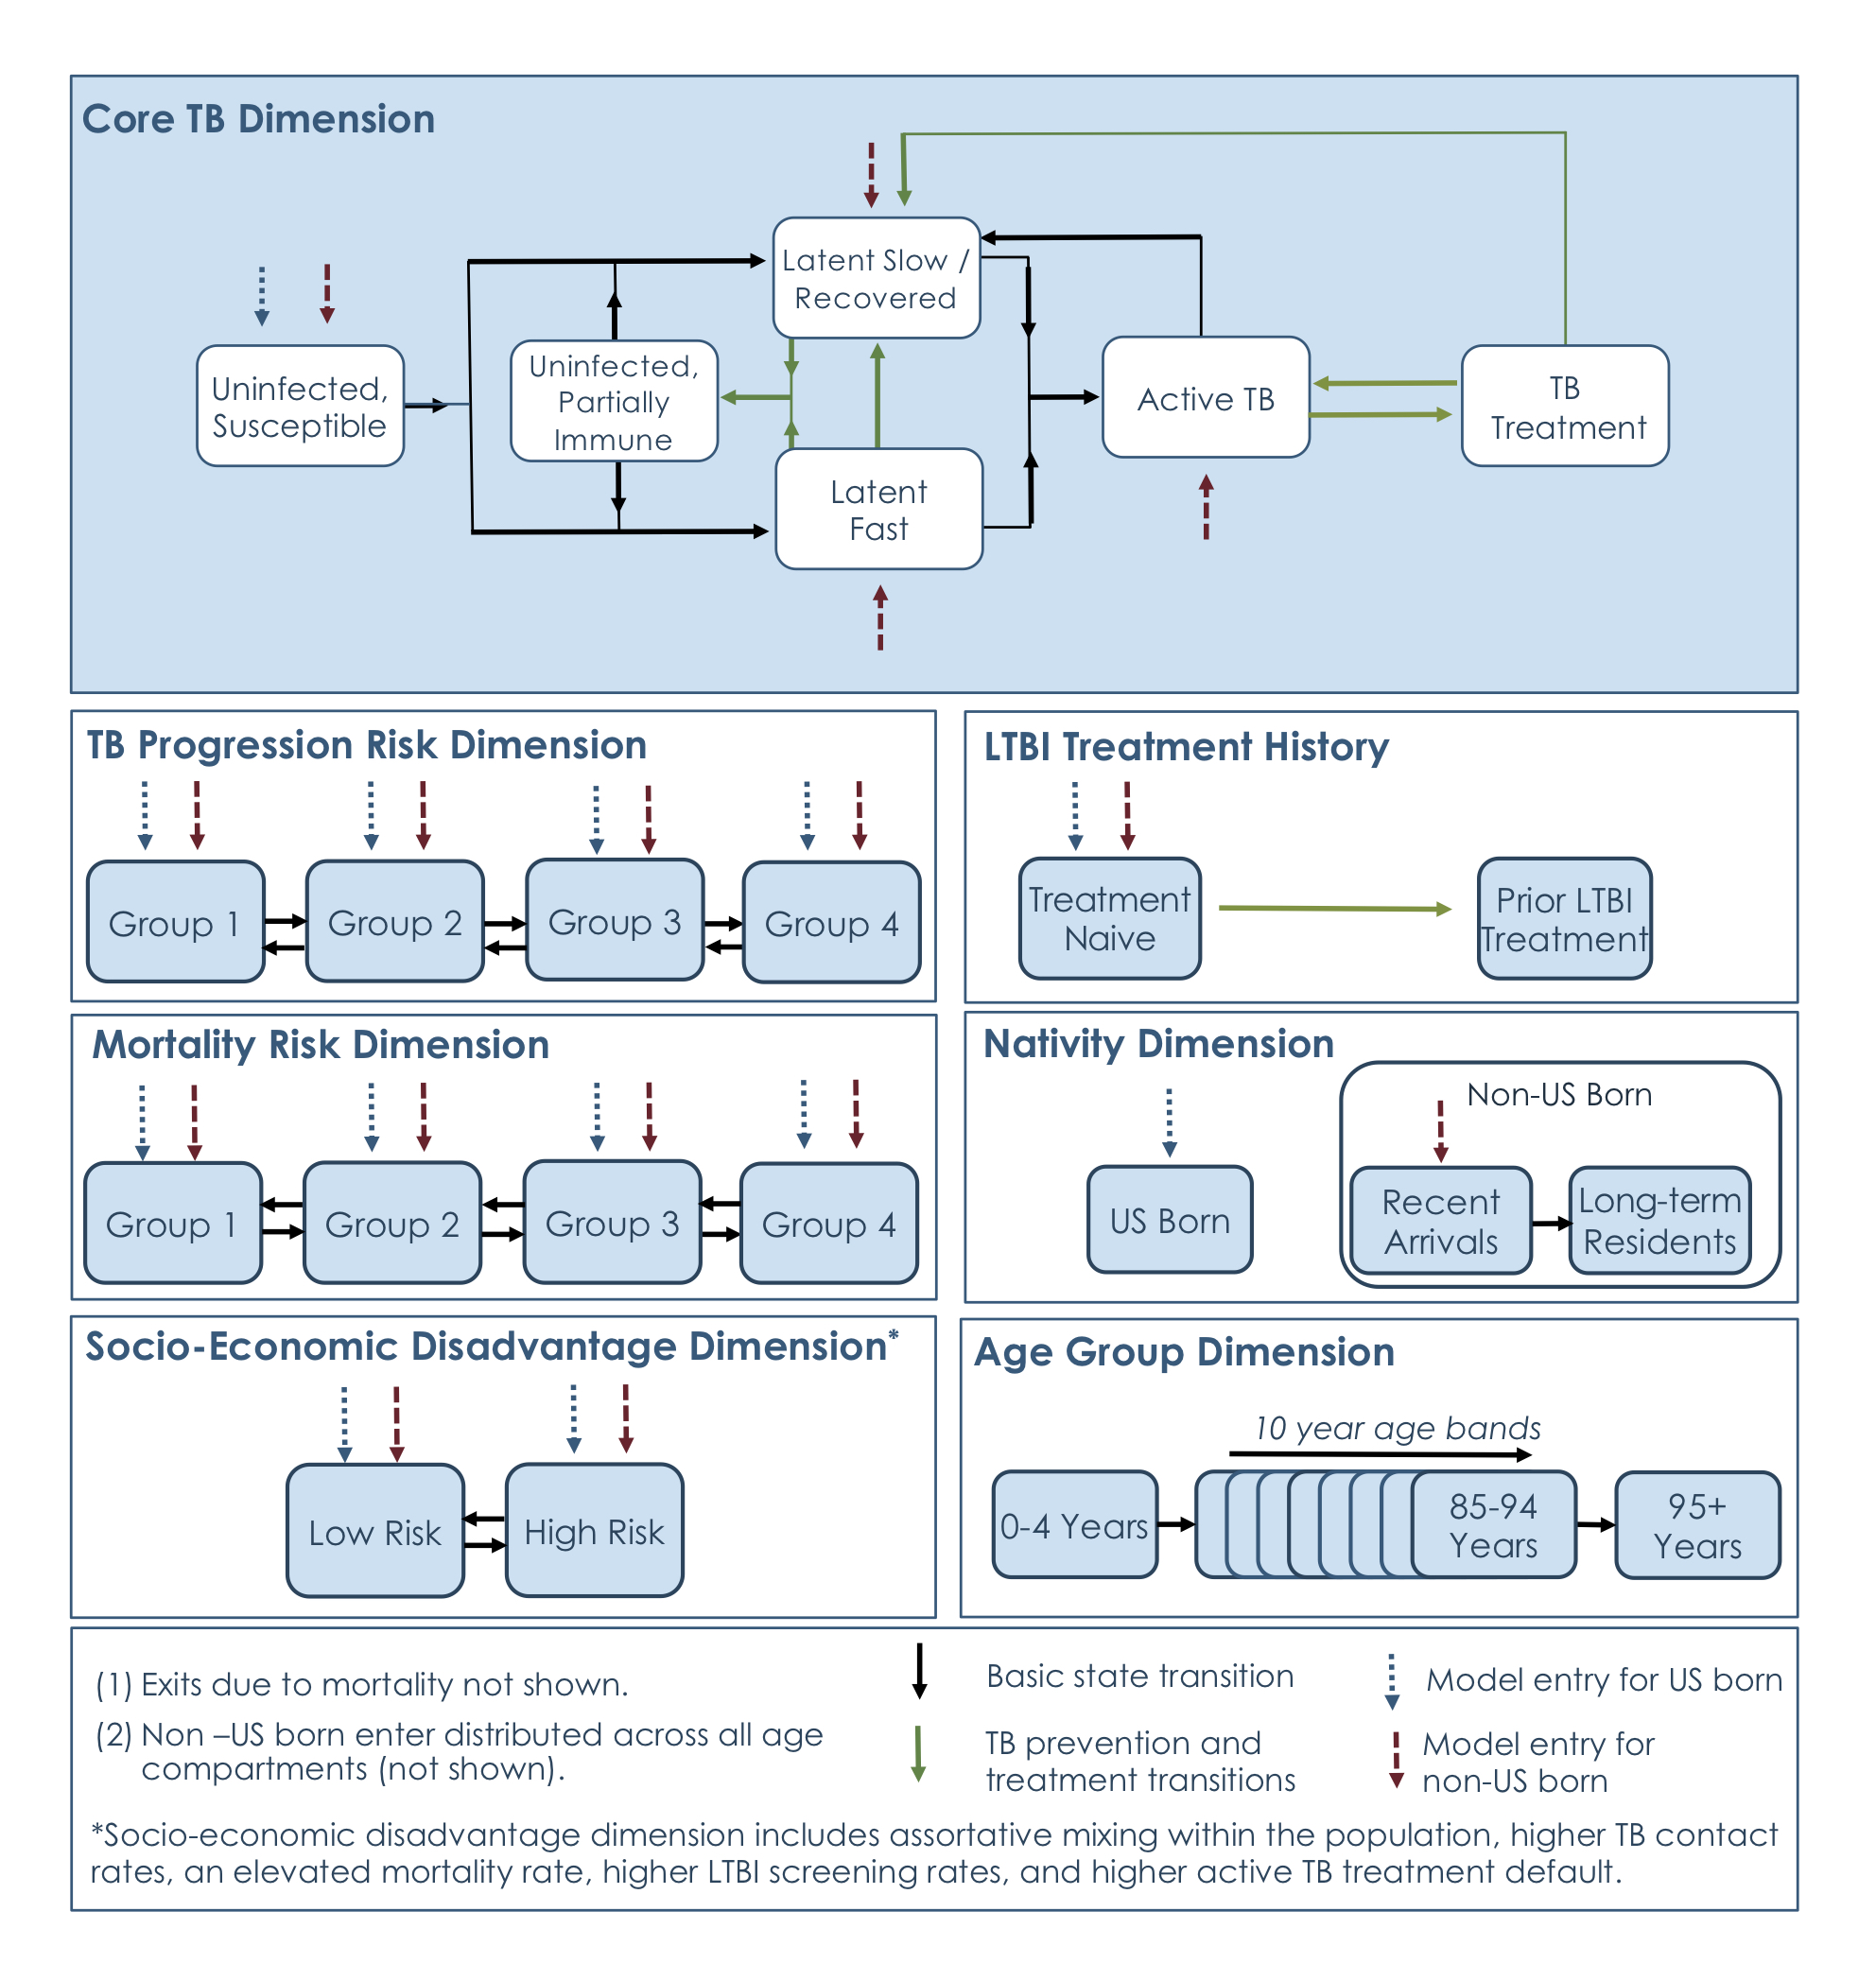 Core TB Dimension
Latent Slow /
Recovered
Uninfected,
Susceptible
Uninfected,
Partially
Immune
Active TB
TB
Treatment
Latent
Fast
TB Progression Risk Dimension
Group 1
Group 2
Group 3
Group 4
LTBI Treatment History
Treatment
Naive
Prior LTBI
Treatment
Mortality Risk Dimension
Group 1
Group 2
Group 3
Group 4
Nativity Dimension
Non-US Born
US Born
Recent
Arrivals
Long-term
Residents
Socio-Economic Disadvantage Dimension*
Low Risk
High Risk
Age Group Dimension
10 year age bands
0-4 Years
85-94
Years
95+
Years
(1) Exits due to mortality not shown.
(2) Non –US born enter distributed across all age
compartments (not shown).
Basic state transition
TB prevention and
treatment transitions
Model entry for US born
Model entry for
non-US born
*Socio-economic disadvantage dimension includes assortative mixing within the population, higher TB contact
rates, an elevated mortality rate, higher LTBI screening rates, and higher active TB treatment default.